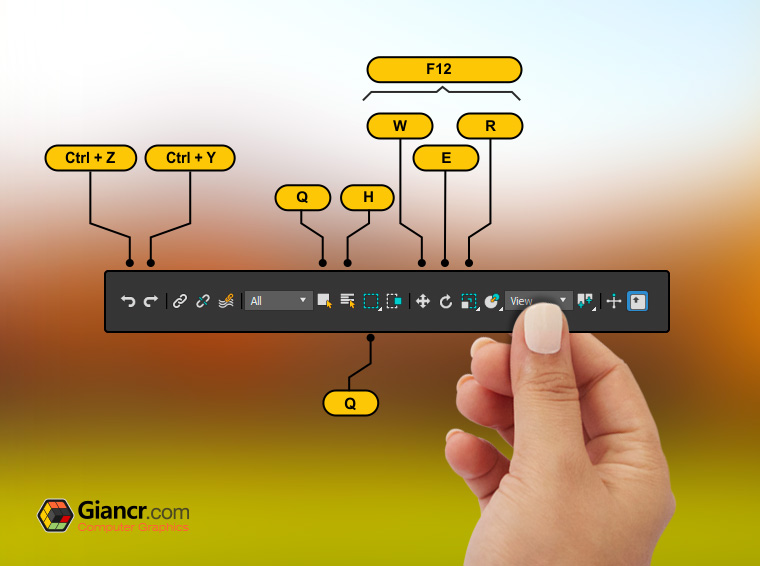 F12
W
R
E
Ctrl + Z
Ctrl + Y
Q
H
All
View
Q
Giancr.com
Computer Graphics